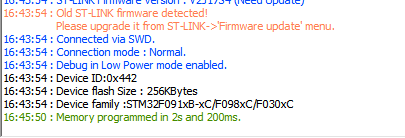 16:43:54 : ST-LINK Firmware version : V2J17S4 (Need Update)
16:43:54 : Old ST-LINK firmware detected!
Please upgrade it from ST-LINK->'Firmware update' menu.
16:43:54 : Connected via SWD.
16:43:54 : Connection mode : Normal.
16:43:54 : Debug in Low Power mode enabled.
16:43:54 : Device ID:0x442
16:43:54 : Device flash Size : 256KBytes
16:43:54 : Device family :STM32F091xB-xC/F098xC/F030xC
16:45:50 : Memory programmed in 2s and 200ms.